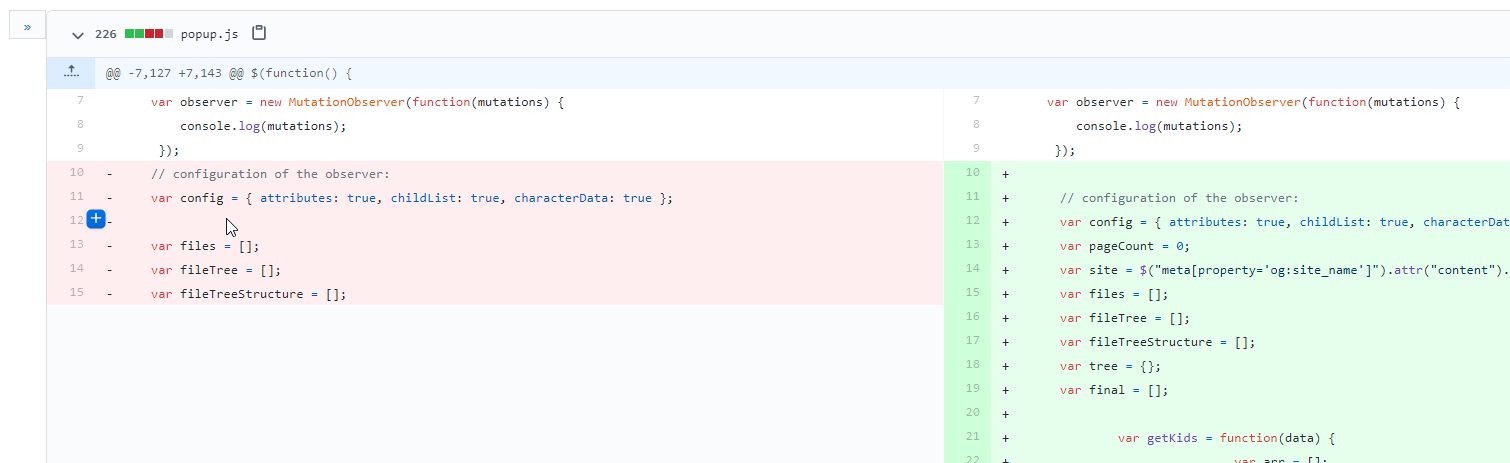 »
226 popup.js
@@ -7,127 +7,143 @@ $(function() {
7 var observer = new MutationObserver(function(mutations) {
8 console.log(mutations);
9 });
10 - // configuration of the observer:
11 - var config = { attributes: true, childList: true, characterData: true };
12 + -
13 - var files = [];
14 - var fileTree = [];
15 - var fileTreeStructure = [];
7 var observer = new MutationObserver(function(mutations) {
8 console.log(mutations);
9 });
10 +
11 + // configuration of the observer:
12 + var config = { attributes: true, childList: true, characterDat
13 + var pageCount = 0;
14 + var site = $("meta[property='og:site_name']").attr("content").
15 + var files = [];
16 + var fileTree = [];
17 + var fileTreeStructure = [];
18 + var tree = {};
19 + var final = [];
20 +
21 + var getKids = function(data) {
22 + var arr = [];